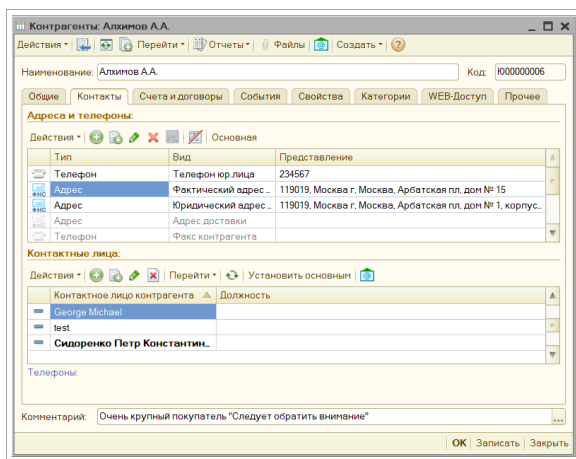 Контрагенты: Алхимов А.А.
Действия Перейти Отчеты Файлы Создать
Наименование: Алхимов А.А. Код: Ю00000006
Общие Контакты Счета и договоры События Свойства Категории WEB-Доступ Прочее
Адреса и телефоны:
Действия Основная
Тип Вид Представление
Телефон Телефон юр.лица 234567
Адрес Фактический адрес .. 119019, Москва г, Москва, Арбатская пл, дом № 15
Адрес Юридический адрес .. 119019, Москва г, Москва, Арбатская пл, дом № 1, корпус..
Адрес Адрес доставки
Телефон Факс контрагента
Контактные лица:
Действия Перейти Установить основным
Контактное лицо контрагента Должность
George Michael
test
Сидоренко Петр Константин..
Телефоны:
Комментарий: Очень крупный покупатель "Следует обратить внимание" ...
OK Записать Закрыть